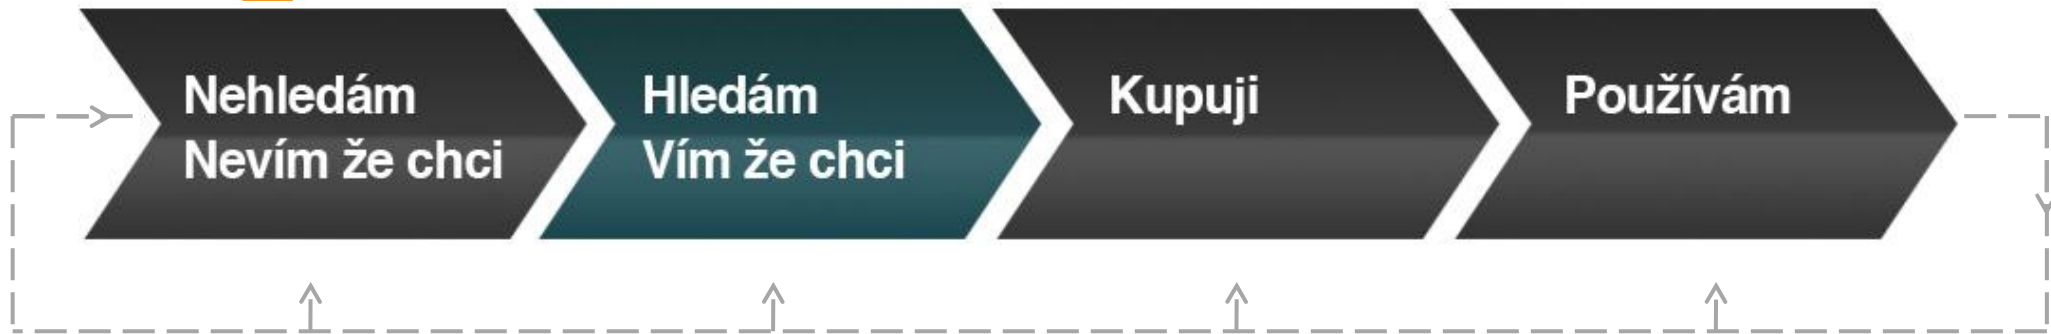 Nehledám
Nevím že chci
Hledám
Vím že chci
Kupuji
Používám